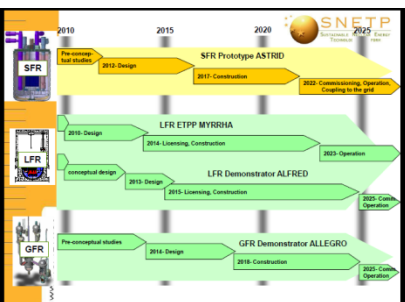 SNETP
SUSTAINABLE NUCLEAR ENERGY
2010
2015
2020
2025
SFR
SFR Prototype ASTRID
Pre-concep-
tual studies
2012- Design
2017- Construction
2022- Commissioning, Operation,
Coupling to the grid
LFR
LFR ETPP MYRRHA
2010- Design
2014- Licensing, Construction
2023- Operation
LFR Demonstrator ALFRED
conceptual design
2013- Design
2015- Licensing, Construction
2025- Comm,
Operation
GFR
GFR Demonstrator ALLEGRO
Pre-conceptual studies
2014- Design
2018- Construction
2025- Comm,
Operation